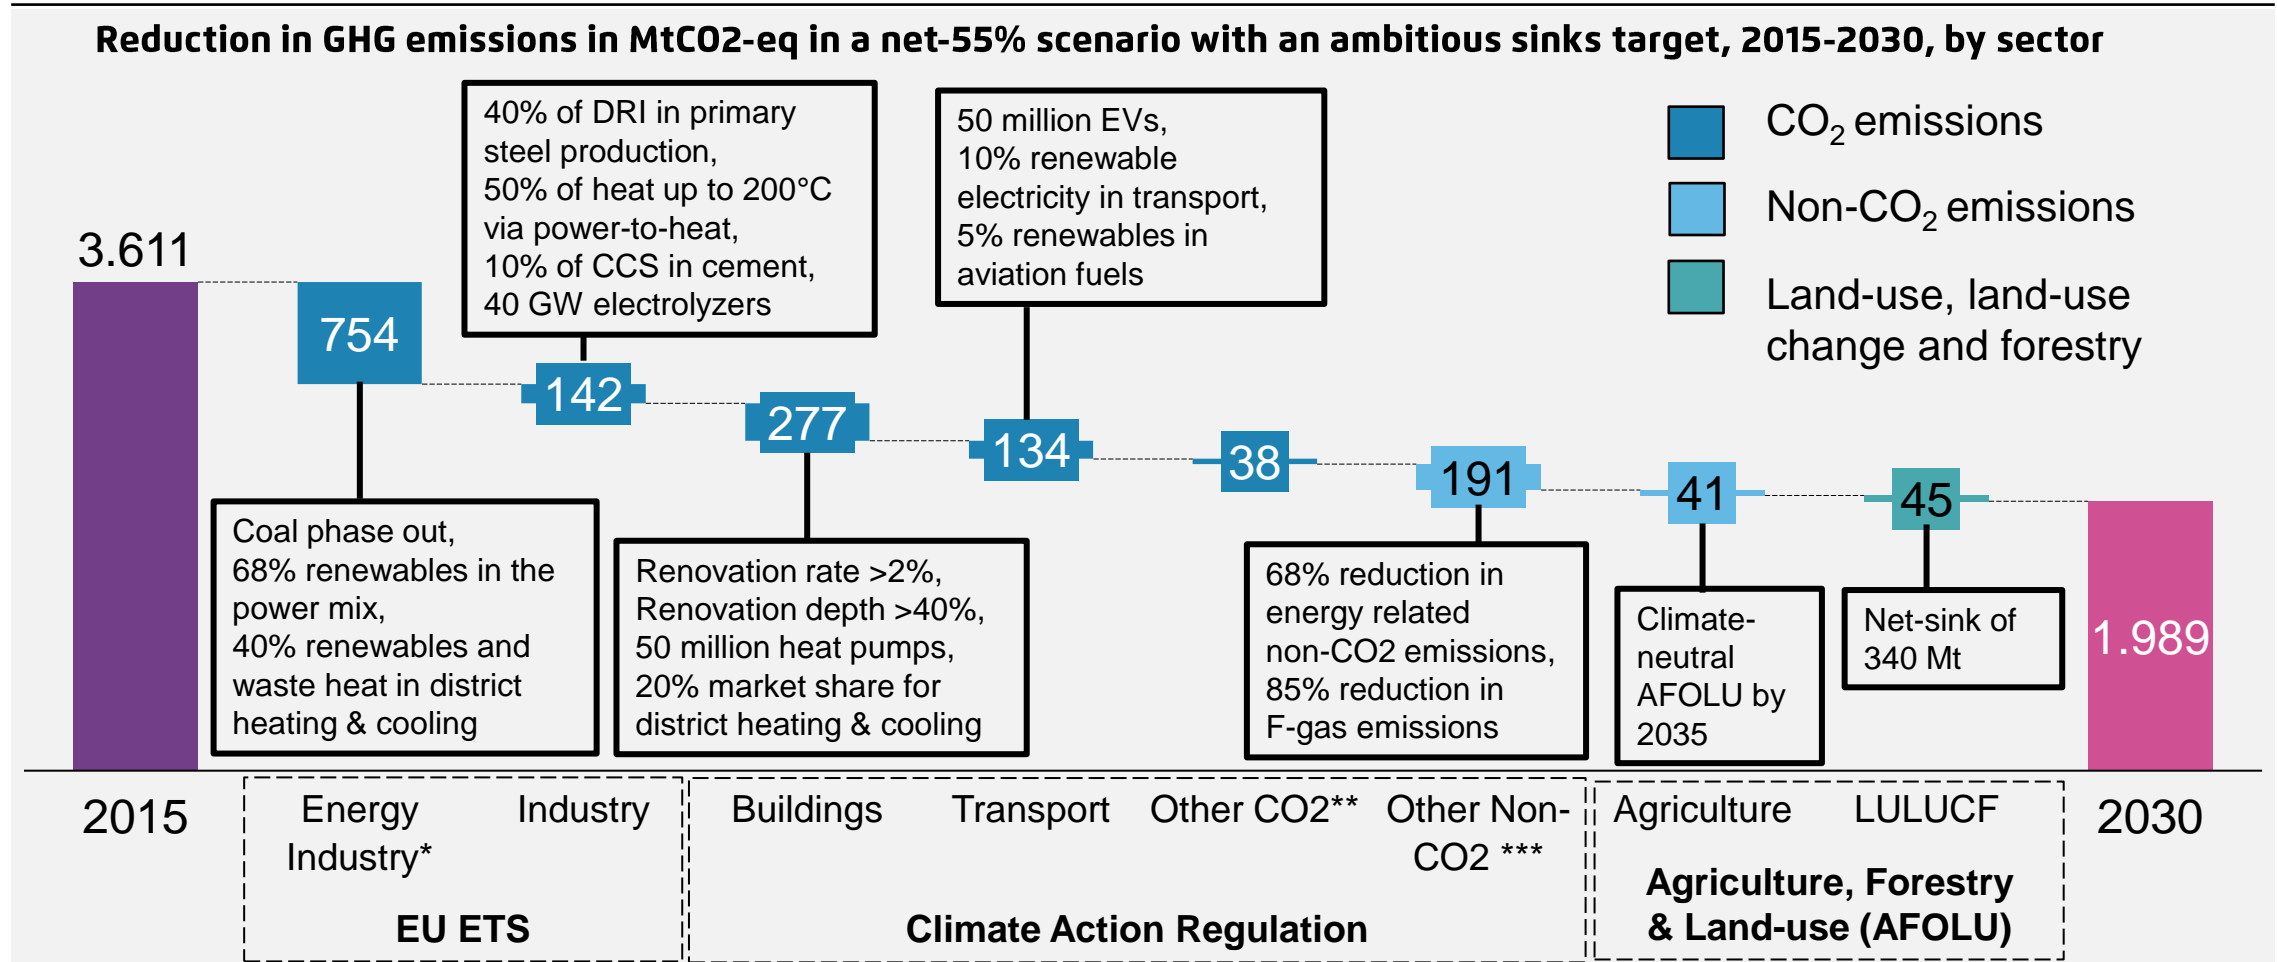 Reduction in GHG emissions in MtCO2-eq in a net-55% scenario with an ambitious sinks target, 2015-2030, by sector
CO₂ emissions
Non-CO₂ emissions
Land-use, land-use
change and forestry
40% of DRI in primary
steel production,
50% of heat up to 200°C
via power-to-heat,
10% of CCS in cement,
40 GW electrolyzers
50 million EVs,
10% renewable
electricity in transport,
5% renewables in
aviation fuels
3.611
754
142
277
134
38
191
41
45
1.989
Coal phase out,
68% renewables in the
power mix,
40% renewables and
waste heat in district
heating & cooling
Renovation rate >2%,
Renovation depth >40%,
50 million heat pumps,
20% market share for
district heating & cooling
68% reduction in
energy related
non-CO2 emissions,
85% reduction in
F-gas emissions
Climate-
neutral
AFOLU by
2035
Net-sink of
340 Mt
2015
Energy
Industry*
Industry
EU ETS
Buildings
Transport
Other CO2**
Other Non-
CO2 ***
Climate Action Regulation
Agriculture
LULUCF
Agriculture, Forestry
& Land-use (AFOLU)
2030